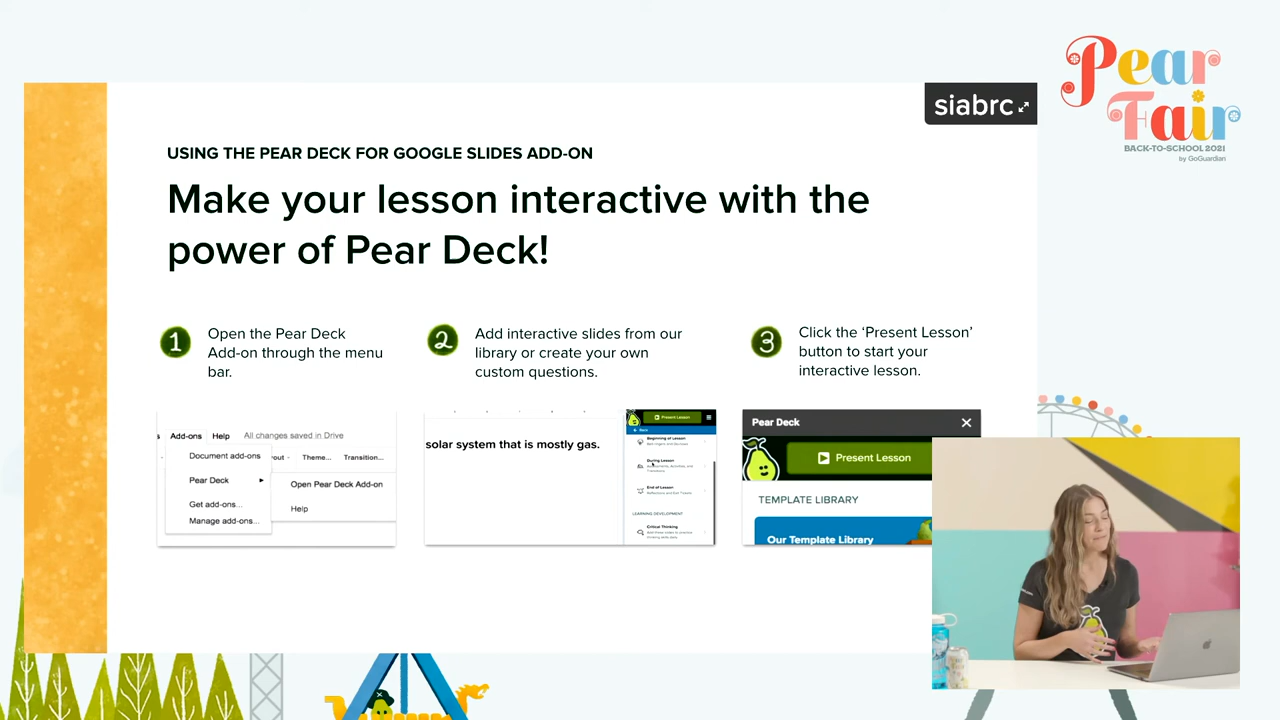 Pear
Fair
BACK-TO-SCHOOL 2021
by GoGuardian
siabrc
USING THE PEAR DECK FOR GOOGLE SLIDES ADD-ON
Make your lesson interactive with the
power of Pear Deck!
1
Open the Pear Deck
Add-on through the menu
bar.
2
Add interactive slides from our
library or create your own
custom questions.
3
Click the ‘Present Lesson’
button to start your
interactive lesson.
s Add-ons Help All changes saved in Drive
Document add-ons
out Theme... Transition...
Pear Deck
Open Pear Deck Add-on
Get add-ons...
Help
Manage add-ons...
solar system that is mostly gas.
Present Lesson
Back
Beginning of Lesson
During Lesson
End of Lesson
Reflections and Exit Tickets
LEARNING DEVELOPMENT
Critical Thinking
Pear Deck
Present Lesson
TEMPLATE LIBRARY
Our Template Library